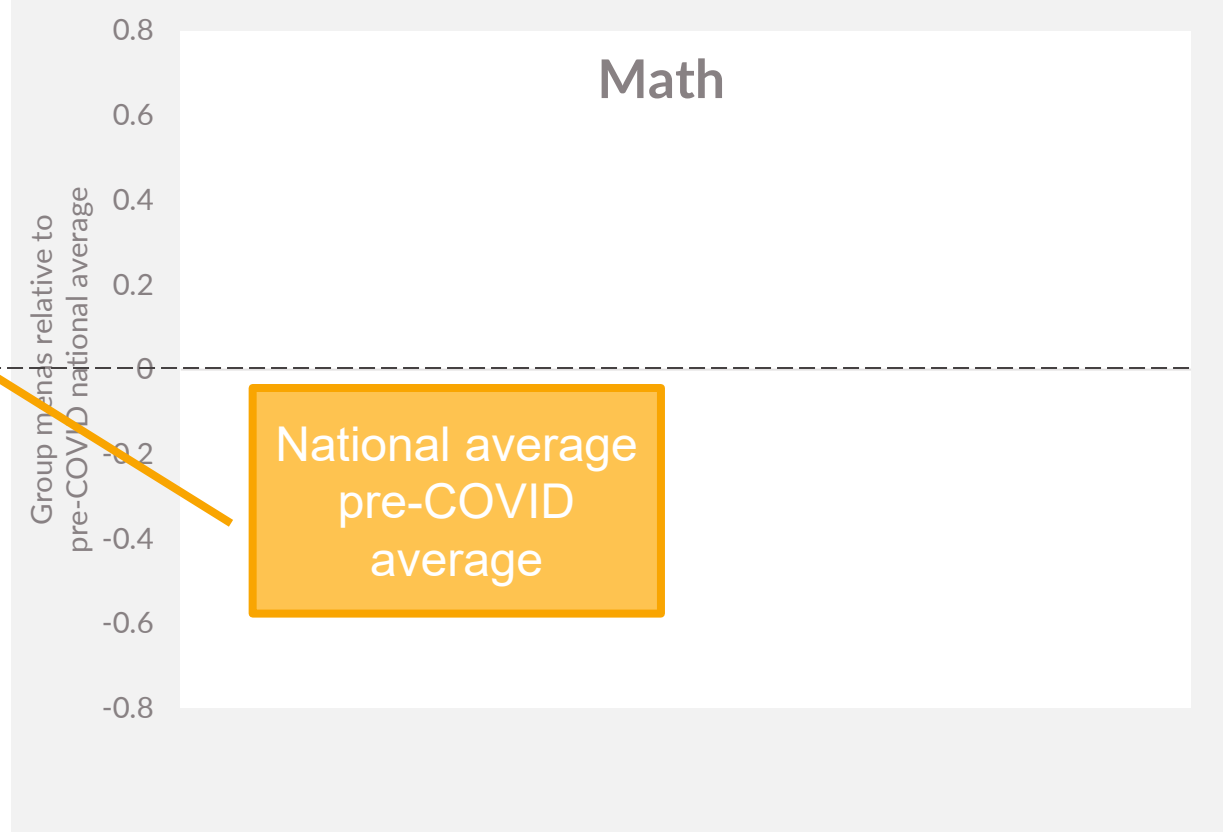 Math
Group menas relative to
pre-COVID national average
0.8
0.6
0.4
0.2
0
-0.2
-0.4
-0.6
-0.8
National average
pre-COVID
average